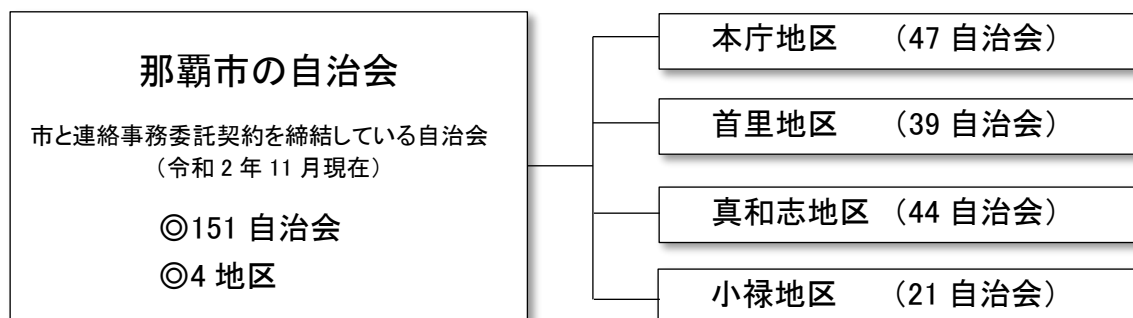 那覇市の自治会
市と連絡事務委託契約を締結している自治会
（令和 2 年 11 月現在）
◎151 自治会
◎4 地区
本庁地区　（47 自治会）
首里地区　（39 自治会）
真和志地区　（44 自治会）
小禄地区　（21 自治会）